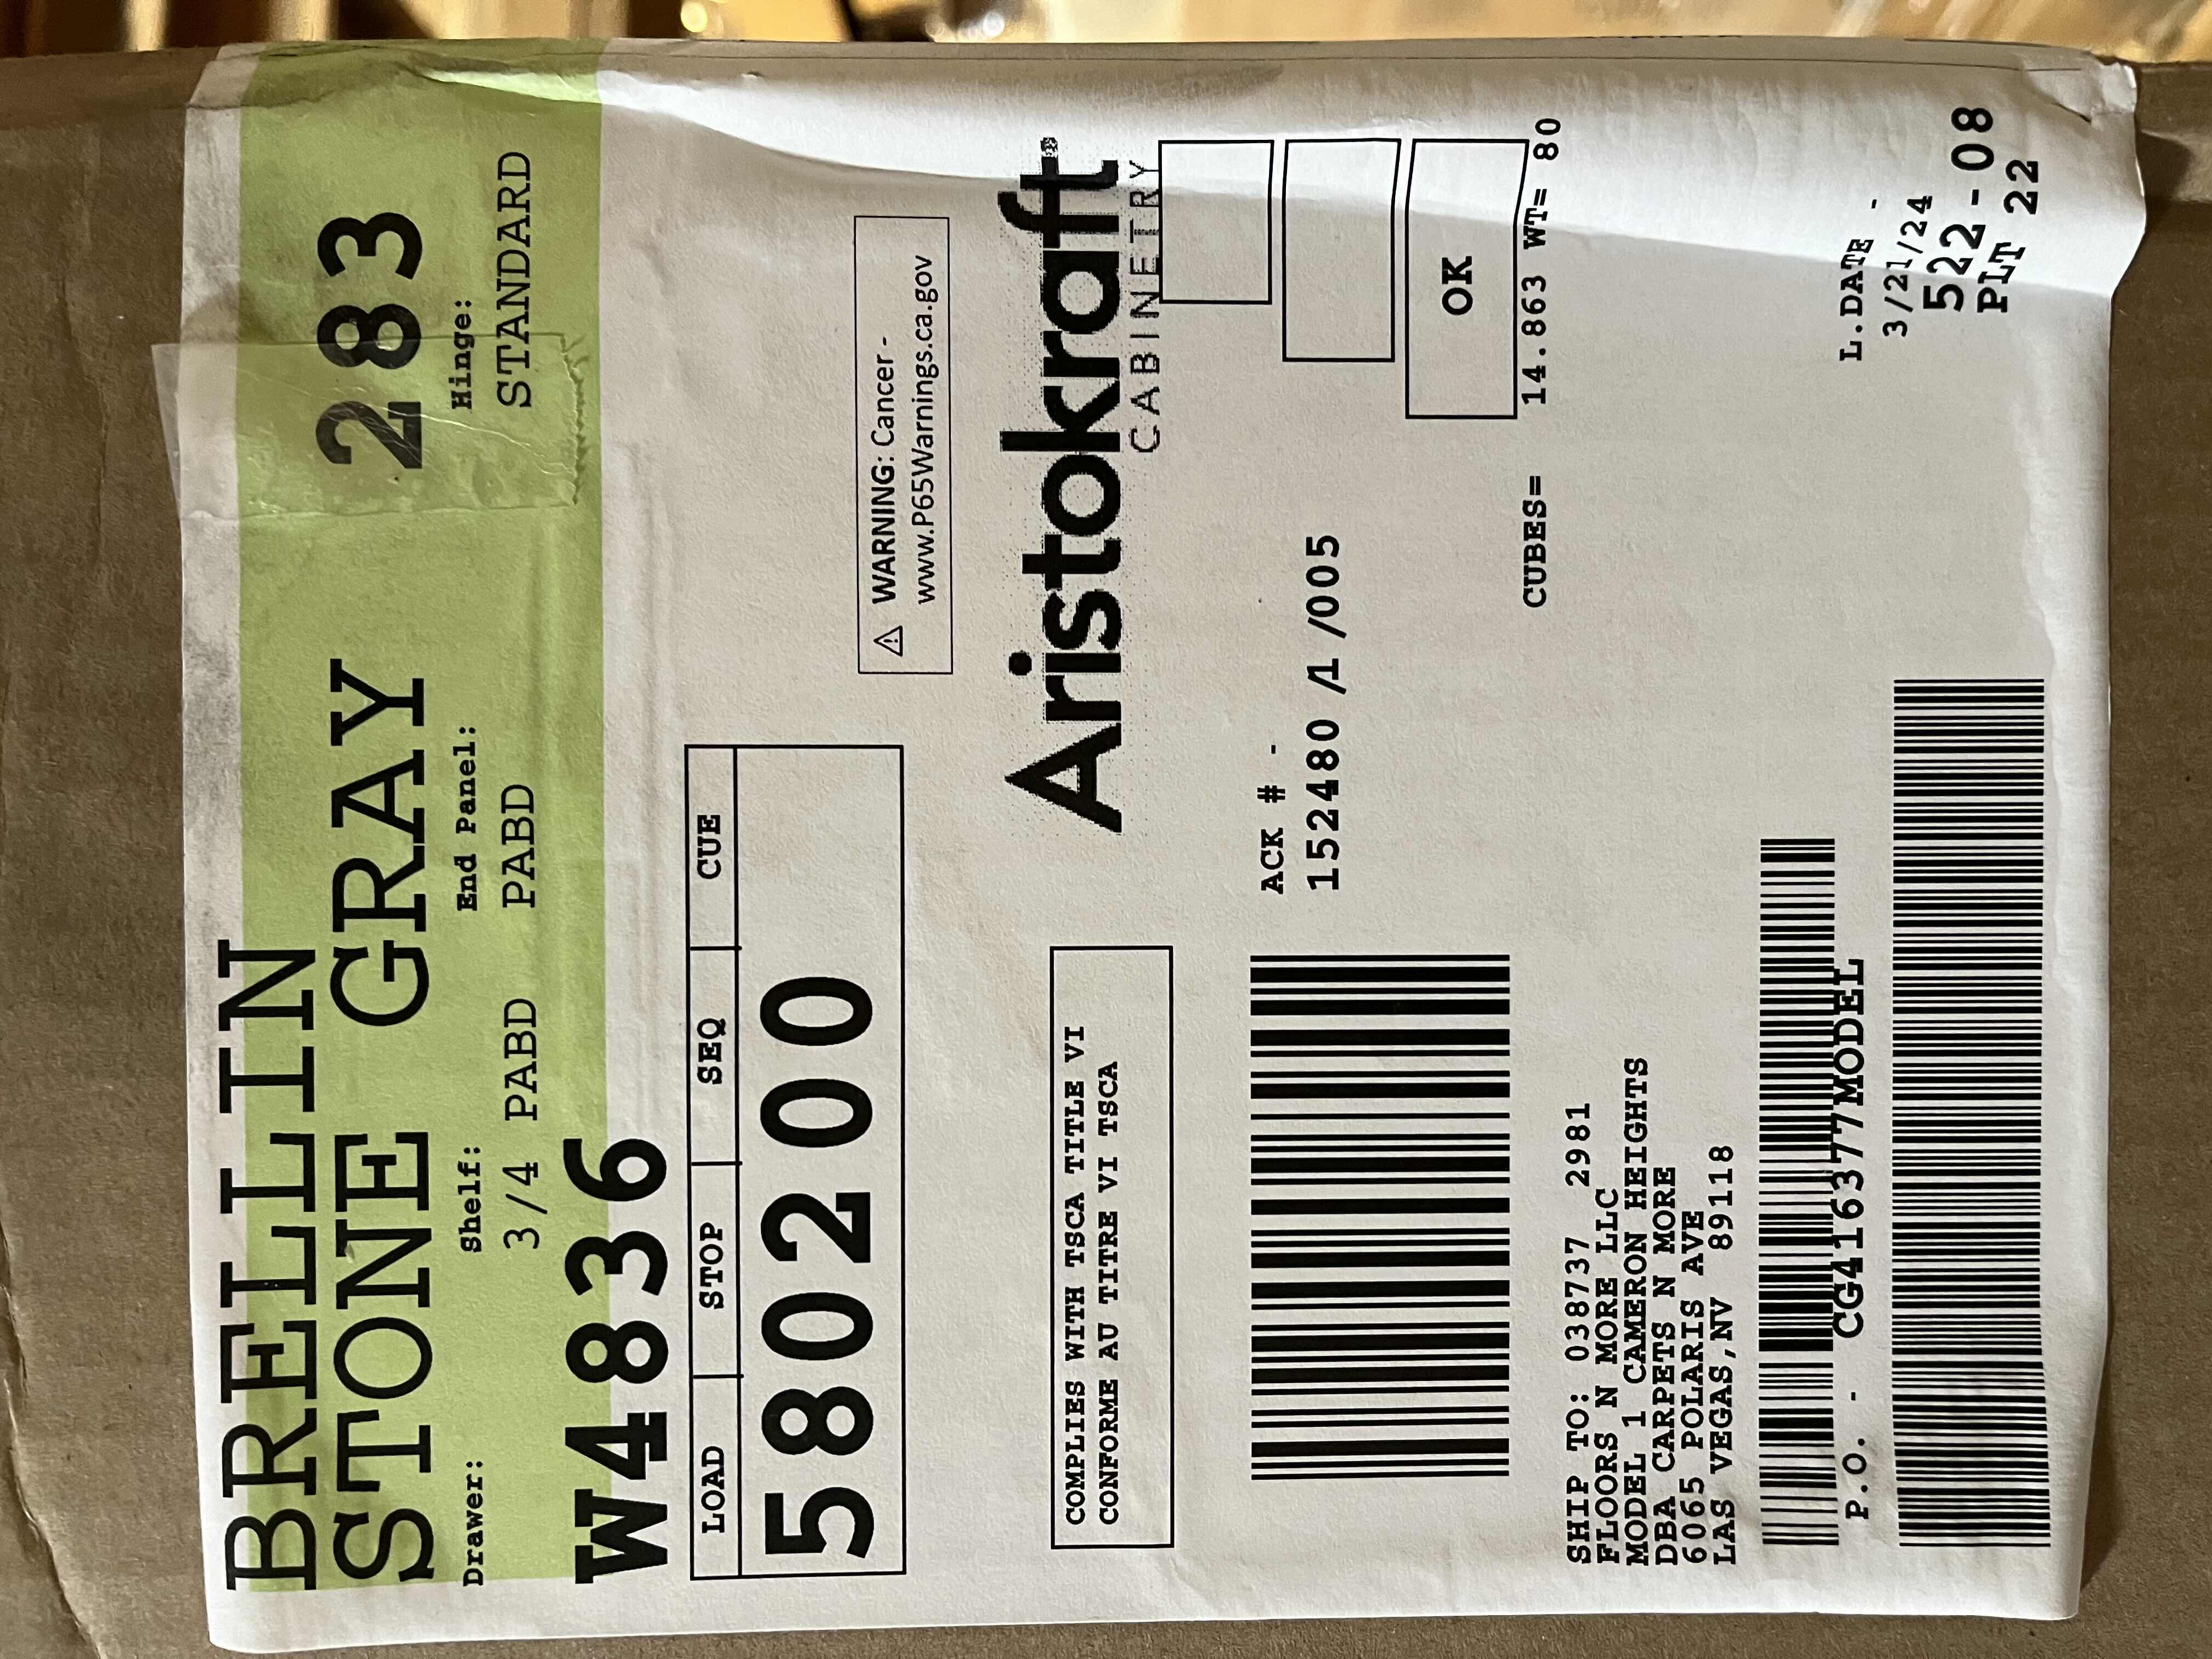 BRELLIN
STONE GRAY 283
Drawer: Shelf: End Panel: Hinge:
3/4 PABD PABD STANDARD
W4836
LOAD STOP SEQ CUE
580200
⚠ WARNING: Cancer -
www.P65Warnings.ca.gov
Aristokraft®
CABINETRY
COMPLIES WITH TSCA TITLE VI
CONFORME AU TITRE VI TSCA
ACK # -
152480 /1 /005
OK
CUBES= 14.863 WT= 80
SHIP TO: 038737 2981
FLOORS N MORE LLC
MODEL 1 CAMERON HEIGHTS
DBA CARPETS N MORE
6065 POLARIS AVE
LAS VEGAS,NV 89118
P.O. - CG416377MODEL
L.DATE -
3/21/24
522-08
PLT 22